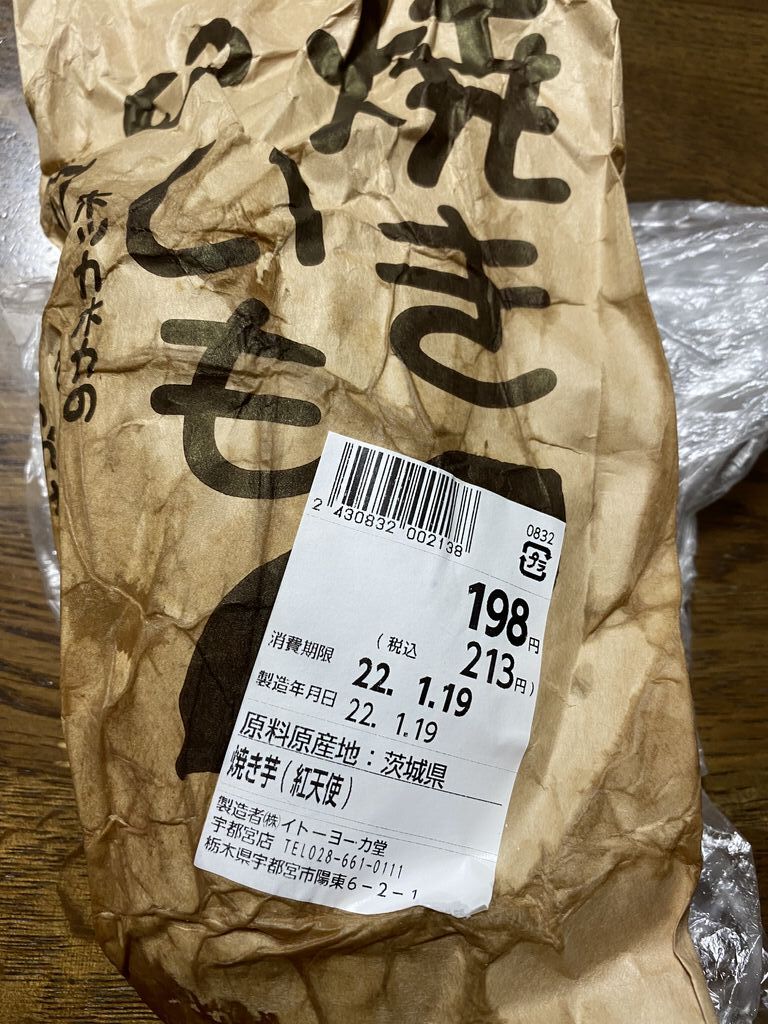 焼き
いも
ホッカホカの
2 430832 002138
0832
プラ
198円
(税込 213円)
消費期限 22. 1.19
製造年月日 22. 1.19
原料原産地：茨城県
焼き芋(紅天使)
製造者㈱イトーヨーカ堂
宇都宮店 TEL028-661-0111
栃木県宇都宮市陽東6-2-1